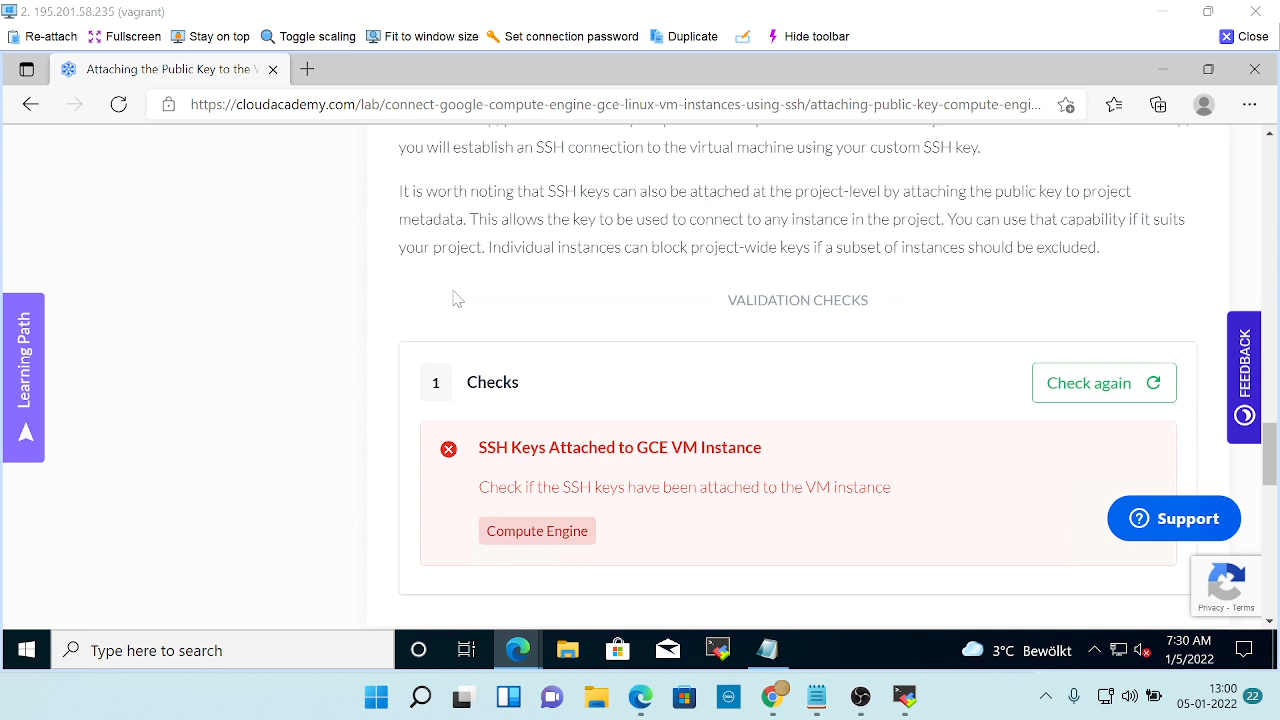 2. 195.201.58.235 (vagrant)
Re-attach Fullscreen Stay on top Toggle scaling Fit to window size Set connection password Duplicate Hide toolbar Close
Attaching the Public Key to the V
https://cloudacademy.com/lab/connect-google-compute-engine-gce-linux-vm-instances-using-ssh/attaching-public-key-compute-engi...
you will establish an SSH connection to the virtual machine using your custom SSH key.
It is worth noting that SSH keys can also be attached at the project-level by attaching the public key to project
metadata. This allows the key to be used to connect to any instance in the project. You can use that capability if it suits
your project. Individual instances can block project-wide keys if a subset of instances should be excluded.
VALIDATION CHECKS
Learning Path
FEEDBACK
1 Checks Check again
SSH Keys Attached to GCE VM Instance
Check if the SSH keys have been attached to the VM instance
Compute Engine
Support
Privacy - Terms
Type here to search
3°C Bewölkt
7:30 AM
1/5/2022
DELL
13:00
05-01-2022
22